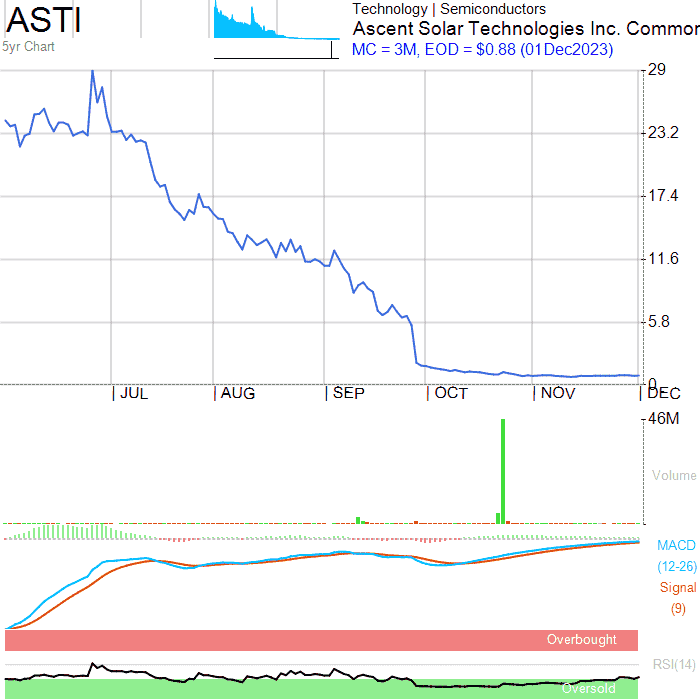 ASTI
5yr Chart
Technology | Semiconductors
Ascent Solar Technologies Inc. Common
MC = 3M, EOD = $0.88 (01Dec2023)
29
23.2
17.4
11.6
5.8
0
JUL
AUG
SEP
OCT
NOV
DEC
46M
Volume
MACD
(12-26)
Signal
(9)
Overbought
RSI(14)
Oversold